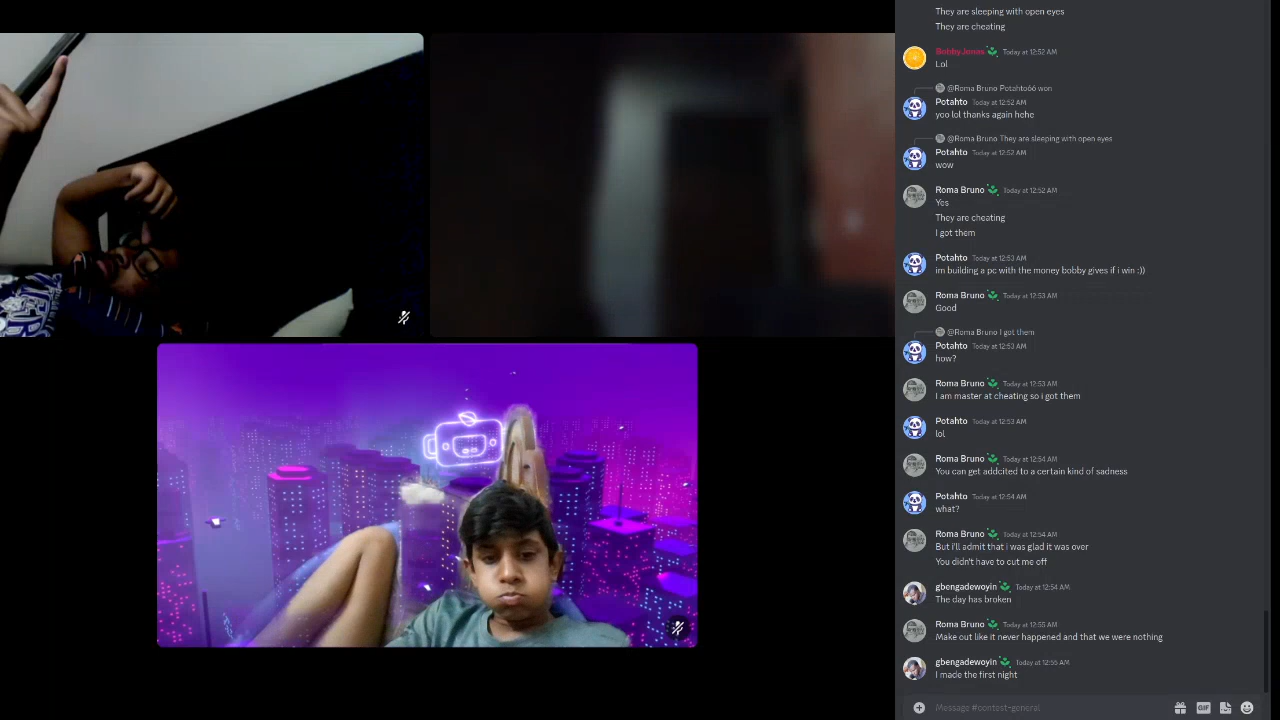 They are sleeping with open eyes
They are cheating
Bobby.Jones Today at 12:52 AM
Lol
@Roma Bruno Potahto66 won
Potahto Today at 12:52 AM
yoo lol thanks again hehe
@Roma Bruno They are sleeping with open eyes
Potahto Today at 12:52 AM
wow
Roma Bruno Today at 12:52 AM
Yes
They are cheating
I got them
Potahto Today at 12:53 AM
im building a pc with the money bobby gives if i win :))
Roma Bruno Today at 12:53 AM
Good
@Roma Bruno I got them
Potahto Today at 12:53 AM
how?
Roma Bruno Today at 12:53 AM
I am master at cheating so i got them
Potahto Today at 12:53 AM
lol
Roma Bruno Today at 12:54 AM
You can get addcited to a certain kind of sadness
Potahto Today at 12:54 AM
what?
Roma Bruno Today at 12:54 AM
But i'll admit that i was glad it was over
You didn't have to cut me off
gbengadewoyin Today at 12:54 AM
The day has broken
Roma Bruno Today at 12:55 AM
Make out like it never happened and that we were nothing
gbengadewoyin Today at 12:55 AM
I made the first night
Message #contest-general
GIF